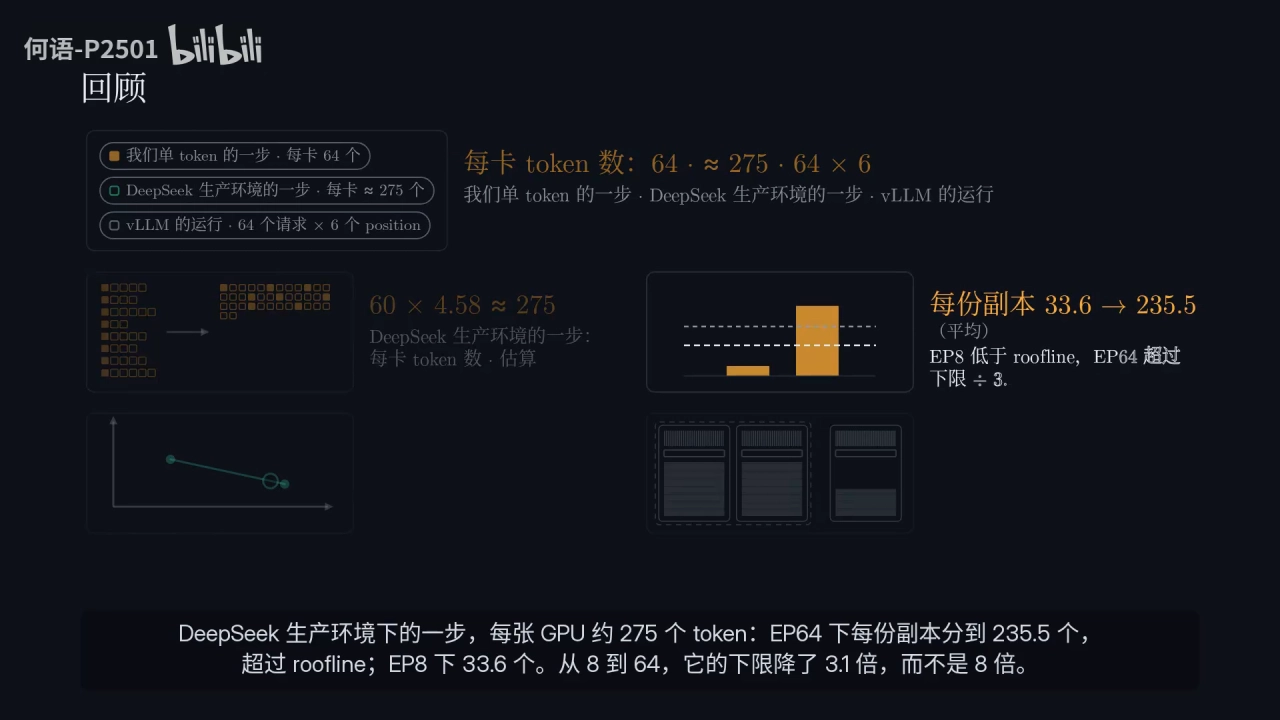 何语-P2501 bilibili
回顾
我们单 token 的一步 · 每卡 64 个
DeepSeek 生产环境的一步 · 每卡 ≈ 275 个
vLLM 的运行 · 64 个请求 × 6 个 position
每卡 token 数：64 · ≈ 275 · 64 × 6
我们单 token 的一步 · DeepSeek 生产环境的一步 · vLLM 的运行
60 × 4.58 ≈ 275
DeepSeek 生产环境的一步：
每卡 token 数 · 估算
每份副本 33.6 → 235.5
（平均）
EP8 低于 roofline，EP64 超过
下限 ÷ 3.
DeepSeek 生产环境下的一步，每张 GPU 约 275 个 token：EP64 下每份副本分到 235.5 个，
超过 roofline；EP8 下 33.6 个。从 8 到 64，它的下限降了 3.1 倍，而不是 8 倍。